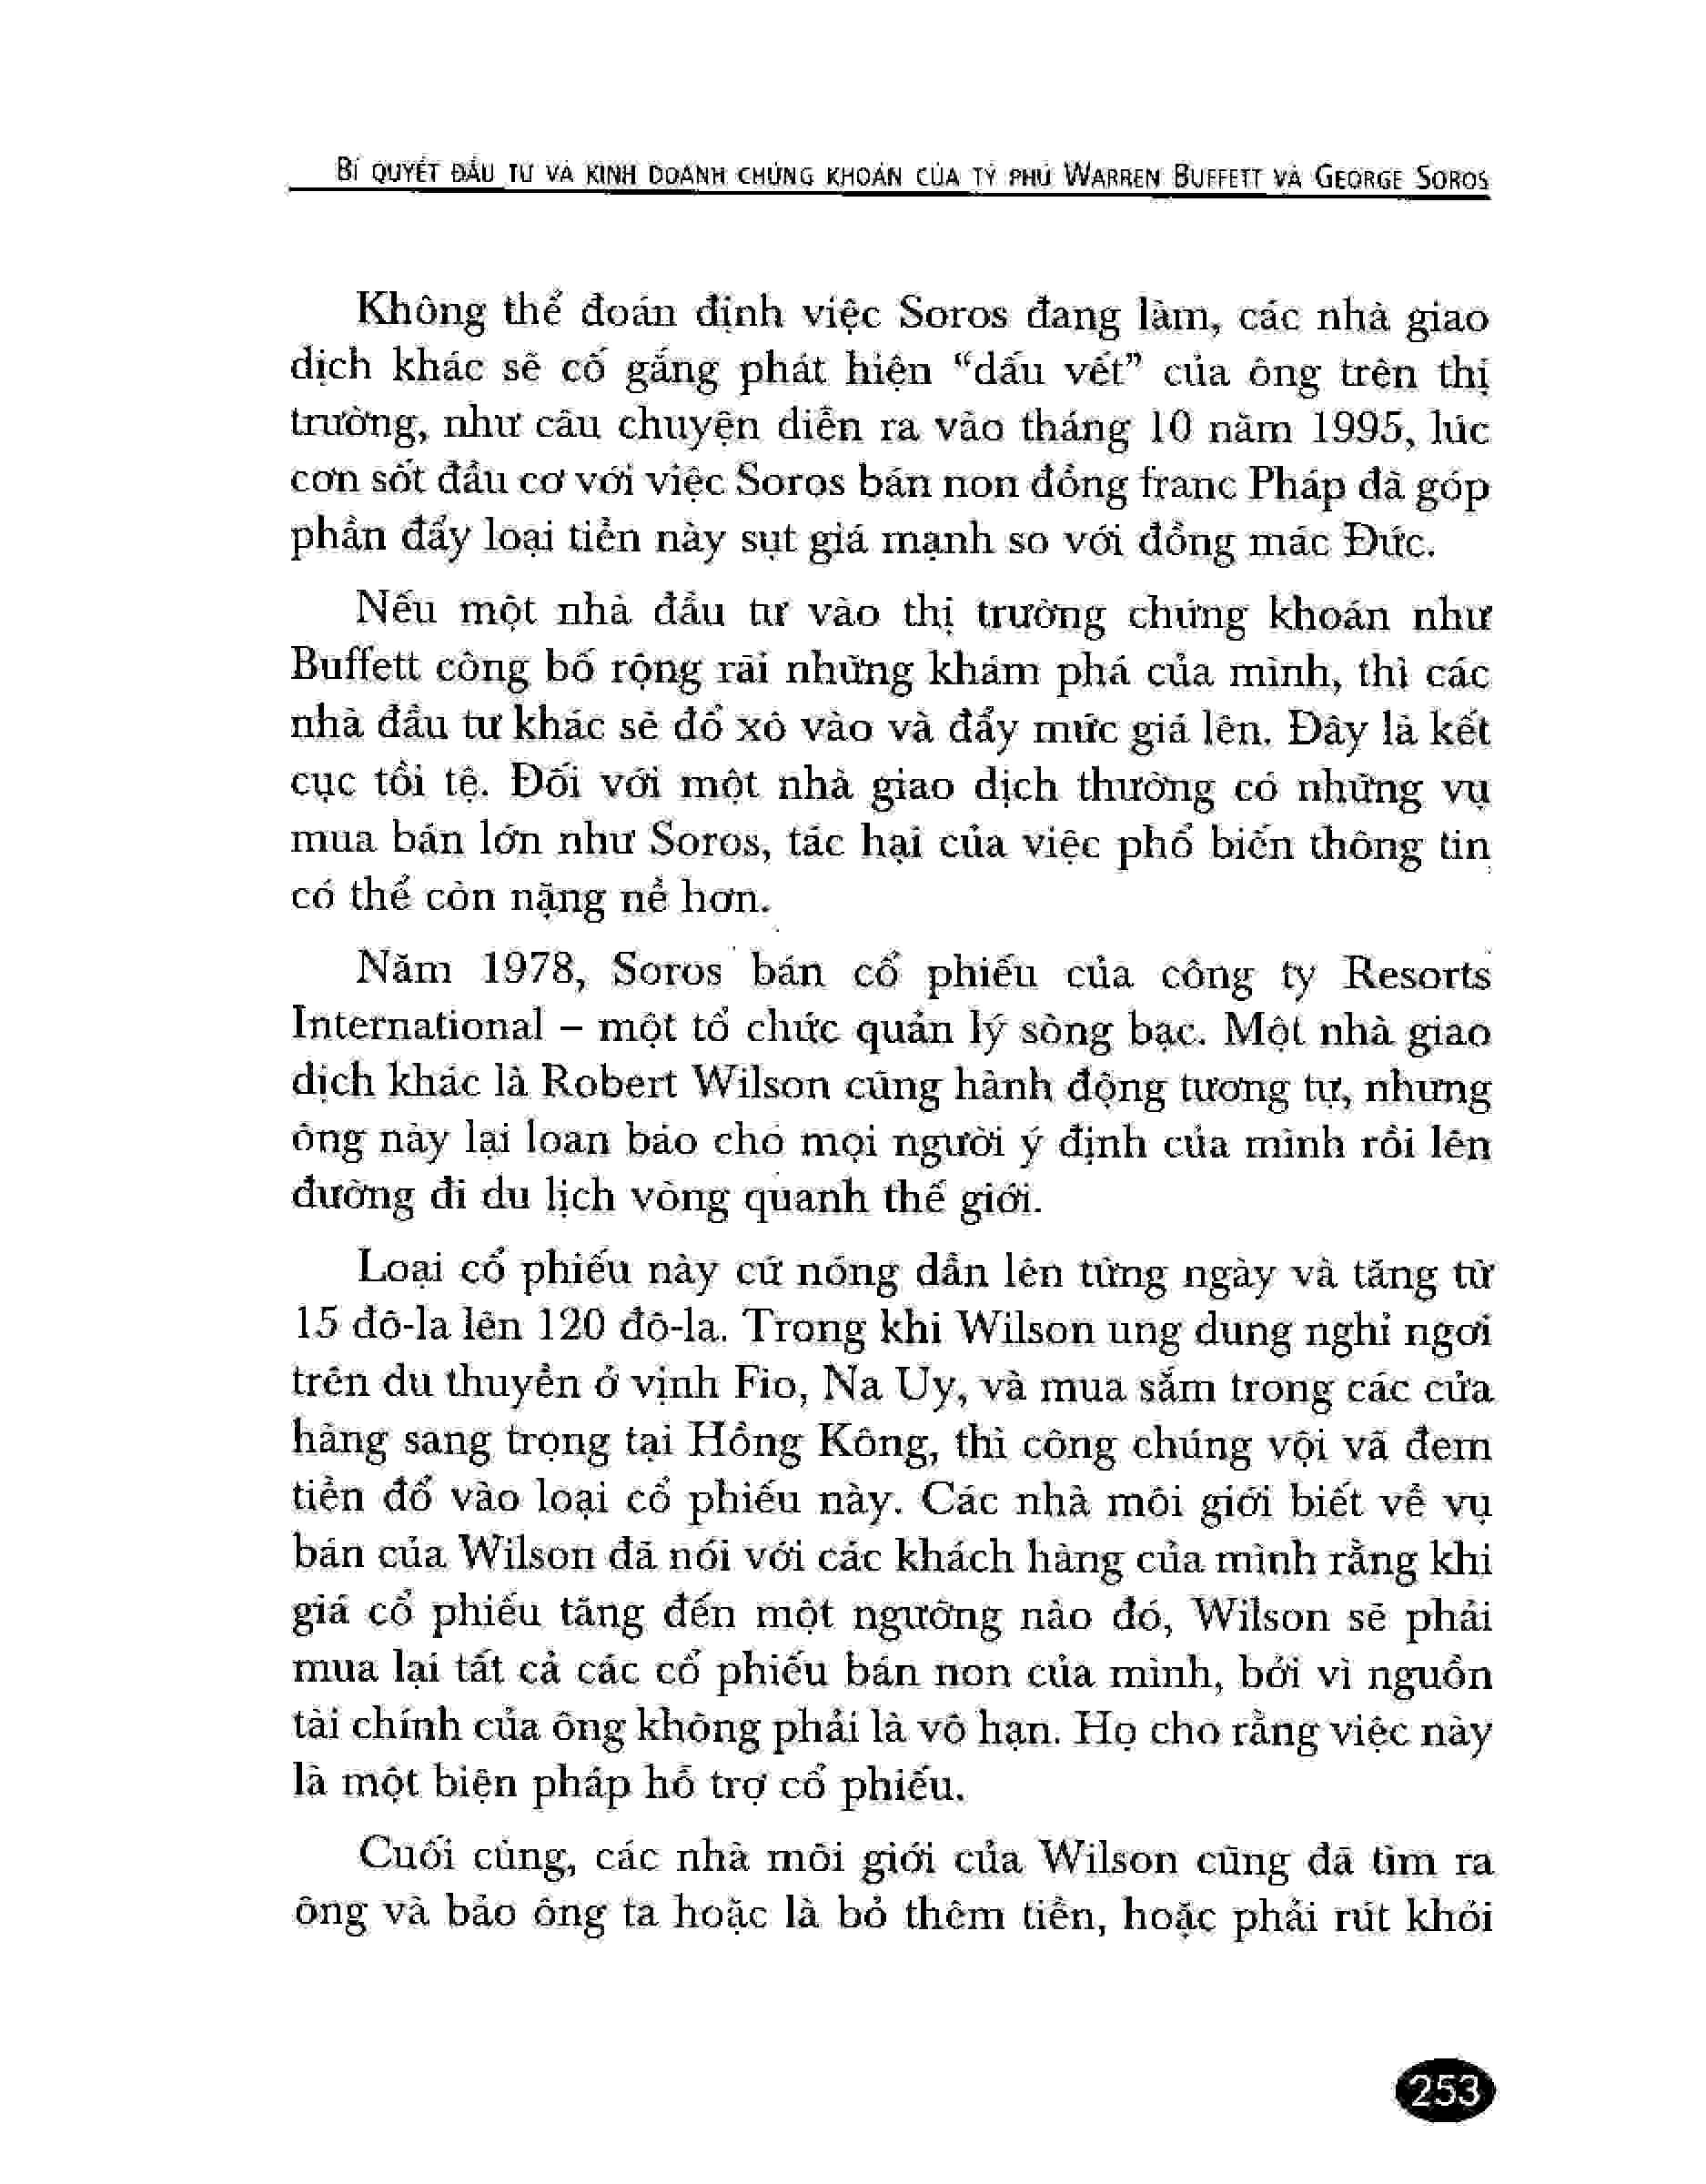 BÍ QUYẾT ĐẦU TƯ VÀ KINH DOANH CHỨNG KHOÁN CỦA TỶ PHÚ WARREN BUFFETT VÀ GEORGE SOROS
Không thể đoán định việc Soros đang làm, các nhà giao
dịch khác sẽ cố gắng phát hiện “dấu vết” của ông trên thị
trường, như câu chuyện diễn ra vào tháng 10 năm 1995, lúc
cơn sốt đầu cơ với việc Soros bán non đồng franc Pháp đã góp
phần đẩy loại tiền này sụt giá mạnh so với đồng mác Đức.
Nếu một nhà đầu tư vào thị trường chứng khoán như
Buffett công bố rộng rãi những khám phá của mình, thì các
nhà đầu tư khác sẽ đổ xô vào và đẩy mức giá lên. Đây là kết
cục tồi tệ. Đối với một nhà giao dịch thường có những vụ
mua bán lớn như Soros, tác hại của việc phổ biến thông tin
có thể còn nặng nề hơn.
Năm 1978, Soros bán cổ phiếu của công ty Resorts
International – một tổ chức quản lý sòng bạc. Một nhà giao
dịch khác là Robert Wilson cũng hành động tương tự, nhưng
ông này lại loan báo cho mọi người ý định của mình rồi lên
đường đi du lịch vòng quanh thế giới.
Loại cổ phiếu này cứ nóng dần lên từng ngày và tăng từ
15 đô-la lên 120 đô-la. Trong khi Wilson ung dung nghỉ ngơi
trên du thuyền ở vịnh Fio, Na Uy, và mua sắm trong các cửa
hàng sang trọng tại Hồng Kông, thì công chúng vội vã đem
tiền đổ vào loại cổ phiếu này. Các nhà môi giới biết về vụ
bán của Wilson đã nói với các khách hàng của mình rằng khi
giá cổ phiếu tăng đến một ngưỡng nào đó, Wilson sẽ phải
mua lại tất cả các cổ phiếu bán non của mình, bởi vì nguồn
tài chính của ông không phải là vô hạn. Họ cho rằng việc này
là một biện pháp hỗ trợ cổ phiếu.
Cuối cùng, các nhà môi giới của Wilson cũng đã tìm ra
ông và bảo ông ta hoặc là bỏ thêm tiền, hoặc phải rút khỏi
253